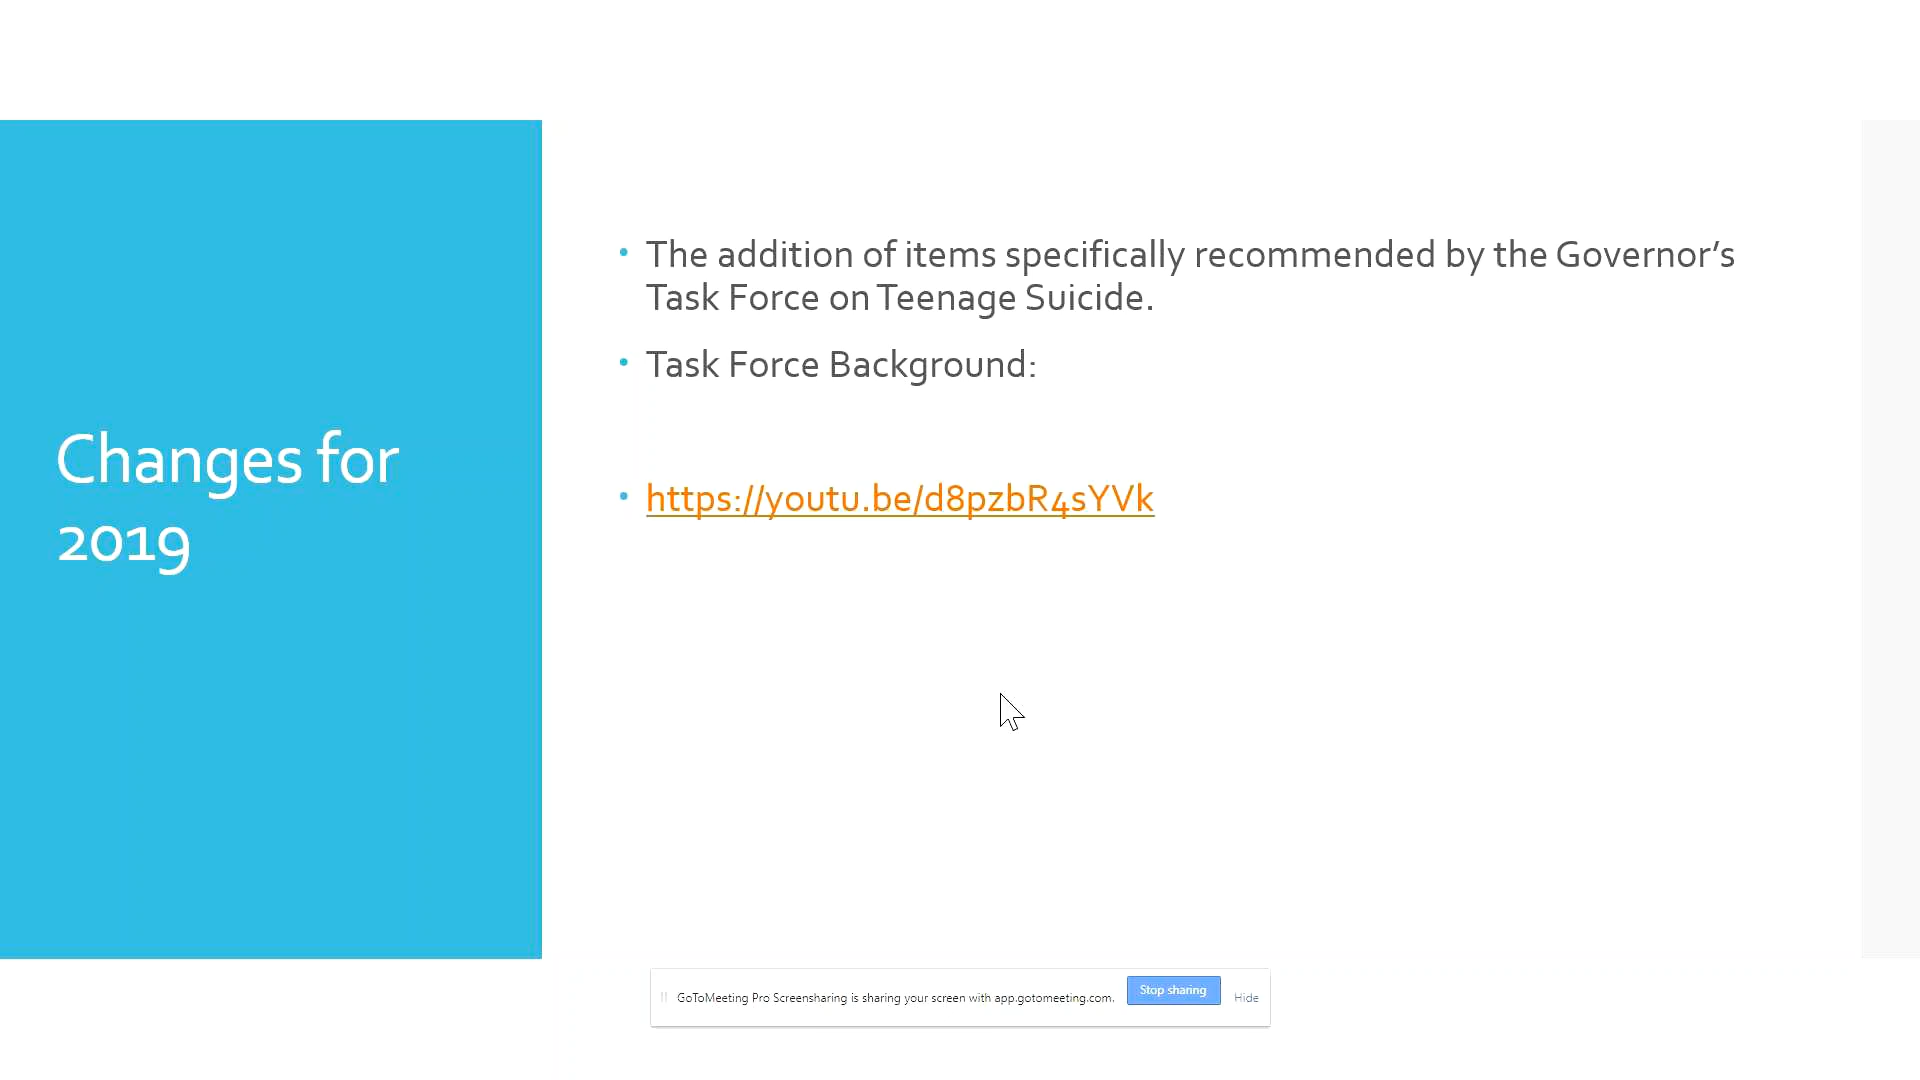 Changes for
2019
• The addition of items specifically recommended by the Governor’s
Task Force on Teenage Suicide.
• Task Force Background:
• https://youtu.be/d8pzbR4sYVk
GoToMeeting Pro Screensharing is sharing your screen with app.gotomeeting.com.
Stop sharing
Hide